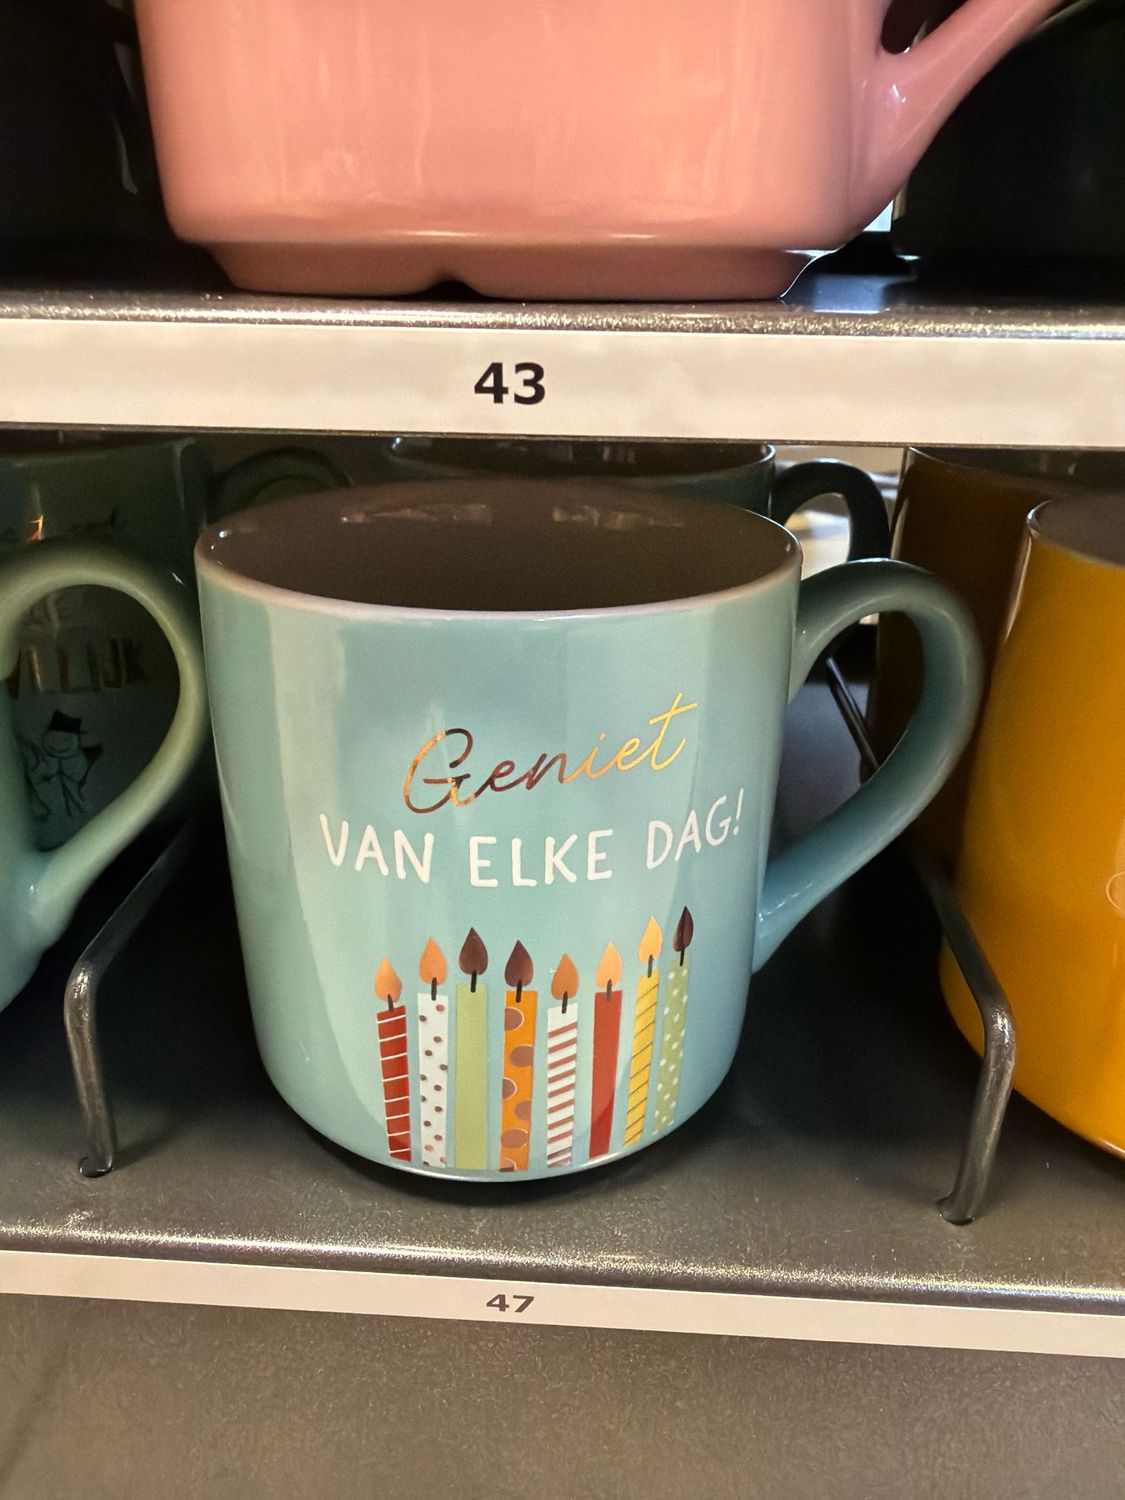 43
Geniet
VAN ELKE DAG!
47